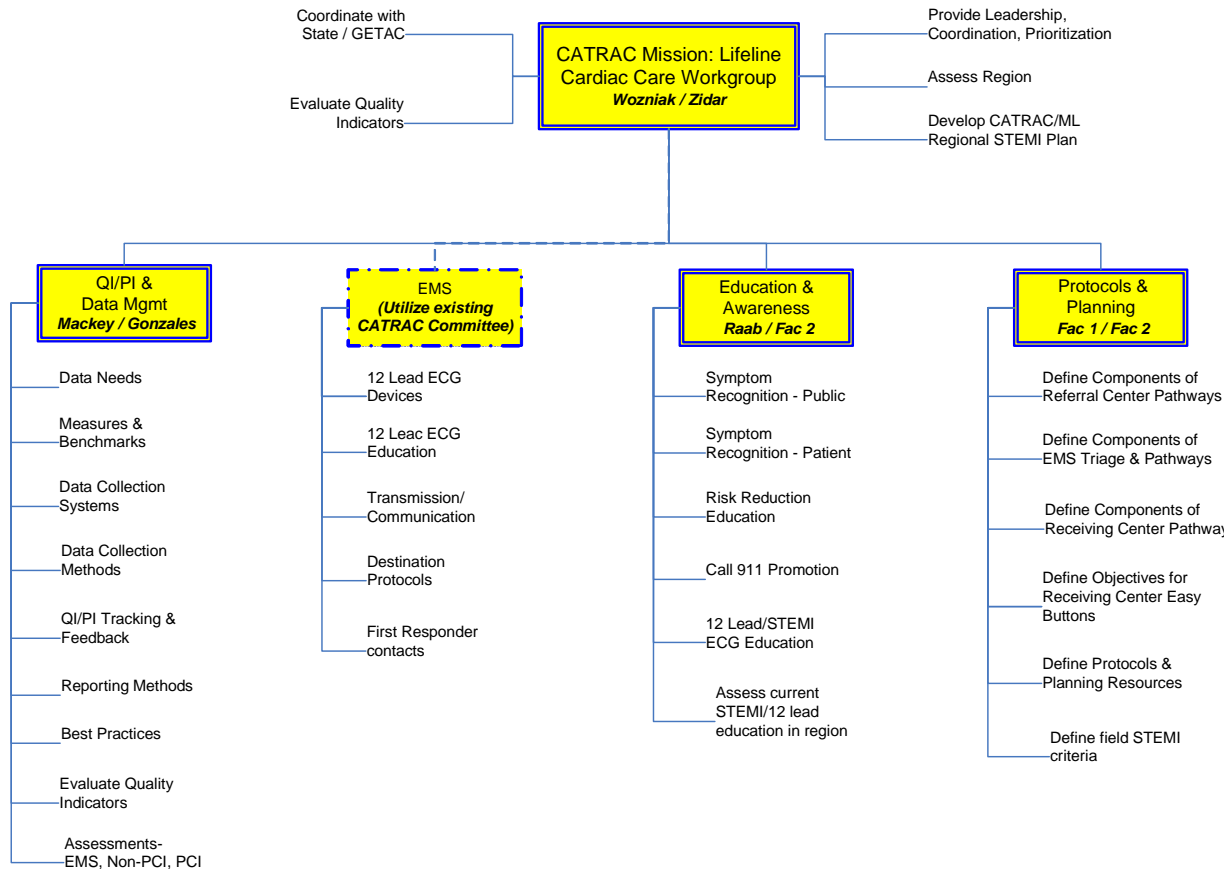 Coordinate with
State / GETAC
Evaluate Quality
Indicators
CATRAC Mission: Lifeline
Cardiac Care Workgroup
Wozniak / Zidar
Provide Leadership,
Coordination, Prioritization
Assess Region
Develop CATRAC/ML
Regional STEMI Plan
QI/PI &
Data Mgmt
Mackey / Gonzales
Data Needs
Measures &
Benchmarks
Data Collection
Systems
Data Collection
Methods
QI/PI Tracking &
Feedback
Reporting Methods
Best Practices
Evaluate Quality
Indicators
Assessments-
EMS, Non-PCI, PCI
EMS
(Utilize existing
CATRAC Committee)
12 Lead ECG
Devices
12 Leac ECG
Education
Transmission/
Communication
Destination
Protocols
First Responder
contacts
Education &
Awareness
Raab / Fac 2
Symptom
Recognition - Public
Symptom
Recognition - Patient
Risk Reduction
Education
Call 911 Promotion
12 Lead/STEMI
ECG Education
Assess current
STEMI/12 lead
education in region
Protocols &
Planning
Fac 1 / Fac 2
Define Components of
Referral Center Pathways
Define Components of
EMS Triage & Pathways
Define Components of
Receiving Center Pathway
Define Objectives for
Receiving Center Easy
Buttons
Define Protocols &
Planning Resources
Define field STEMI
criteria